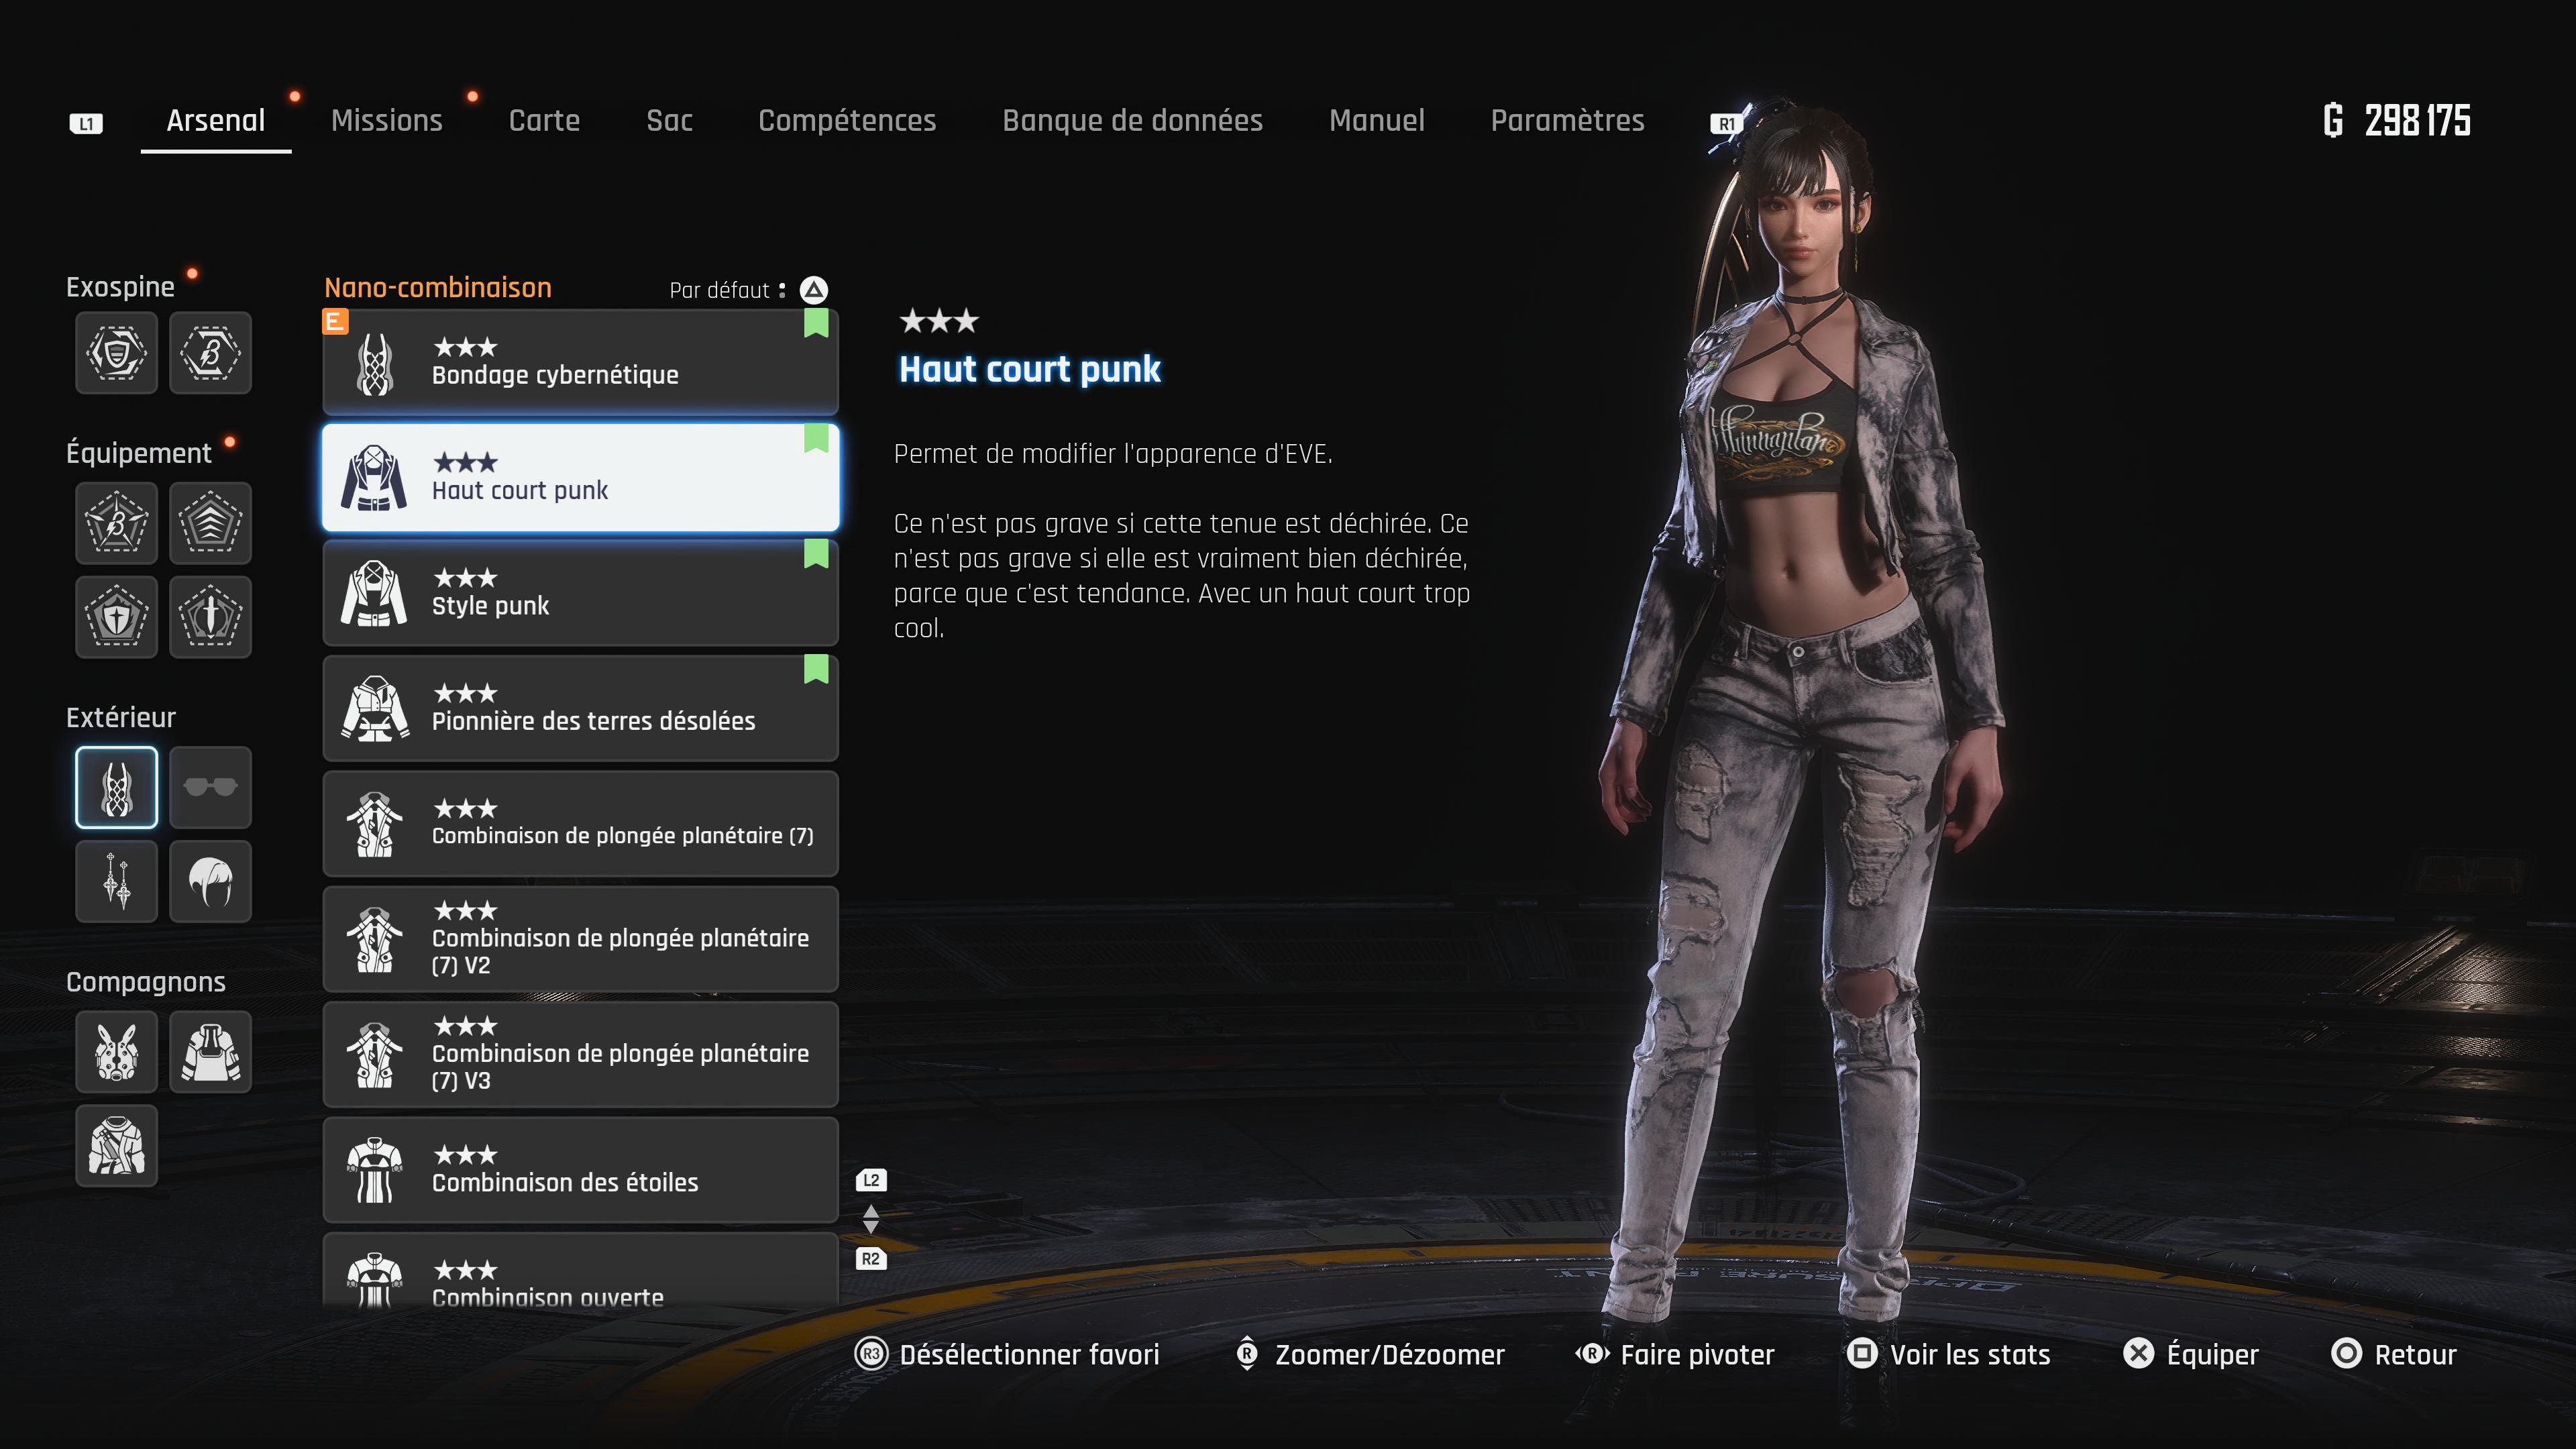 L1
Arsenal
Missions
Carte
Sac
Compétences
Banque de données
Manuel
Paramètres
R1
298 175
Exospine
Équipement
Extérieur
Compagnons
Nano-combinaison
Par défaut :
E
Bondage cybernétique
Haut court punk
Style punk
Pionnière des terres désolées
Combinaison de plongée planétaire (7)
Combinaison de plongée planétaire
(7) V2
Combinaison de plongée planétaire
(7) V3
Combinaison des étoiles
Combinaison ouverte
L2
R2
★★★
Haut court punk
Permet de modifier l'apparence d'EVE.
Ce n'est pas grave si cette tenue est déchirée. Ce
n'est pas grave si elle est vraiment bien déchirée,
parce que c'est tendance. Avec un haut court trop
cool.
R3 Désélectionner favori
R Zoomer/Dézoomer
R Faire pivoter
Voir les stats
Équiper
Retour